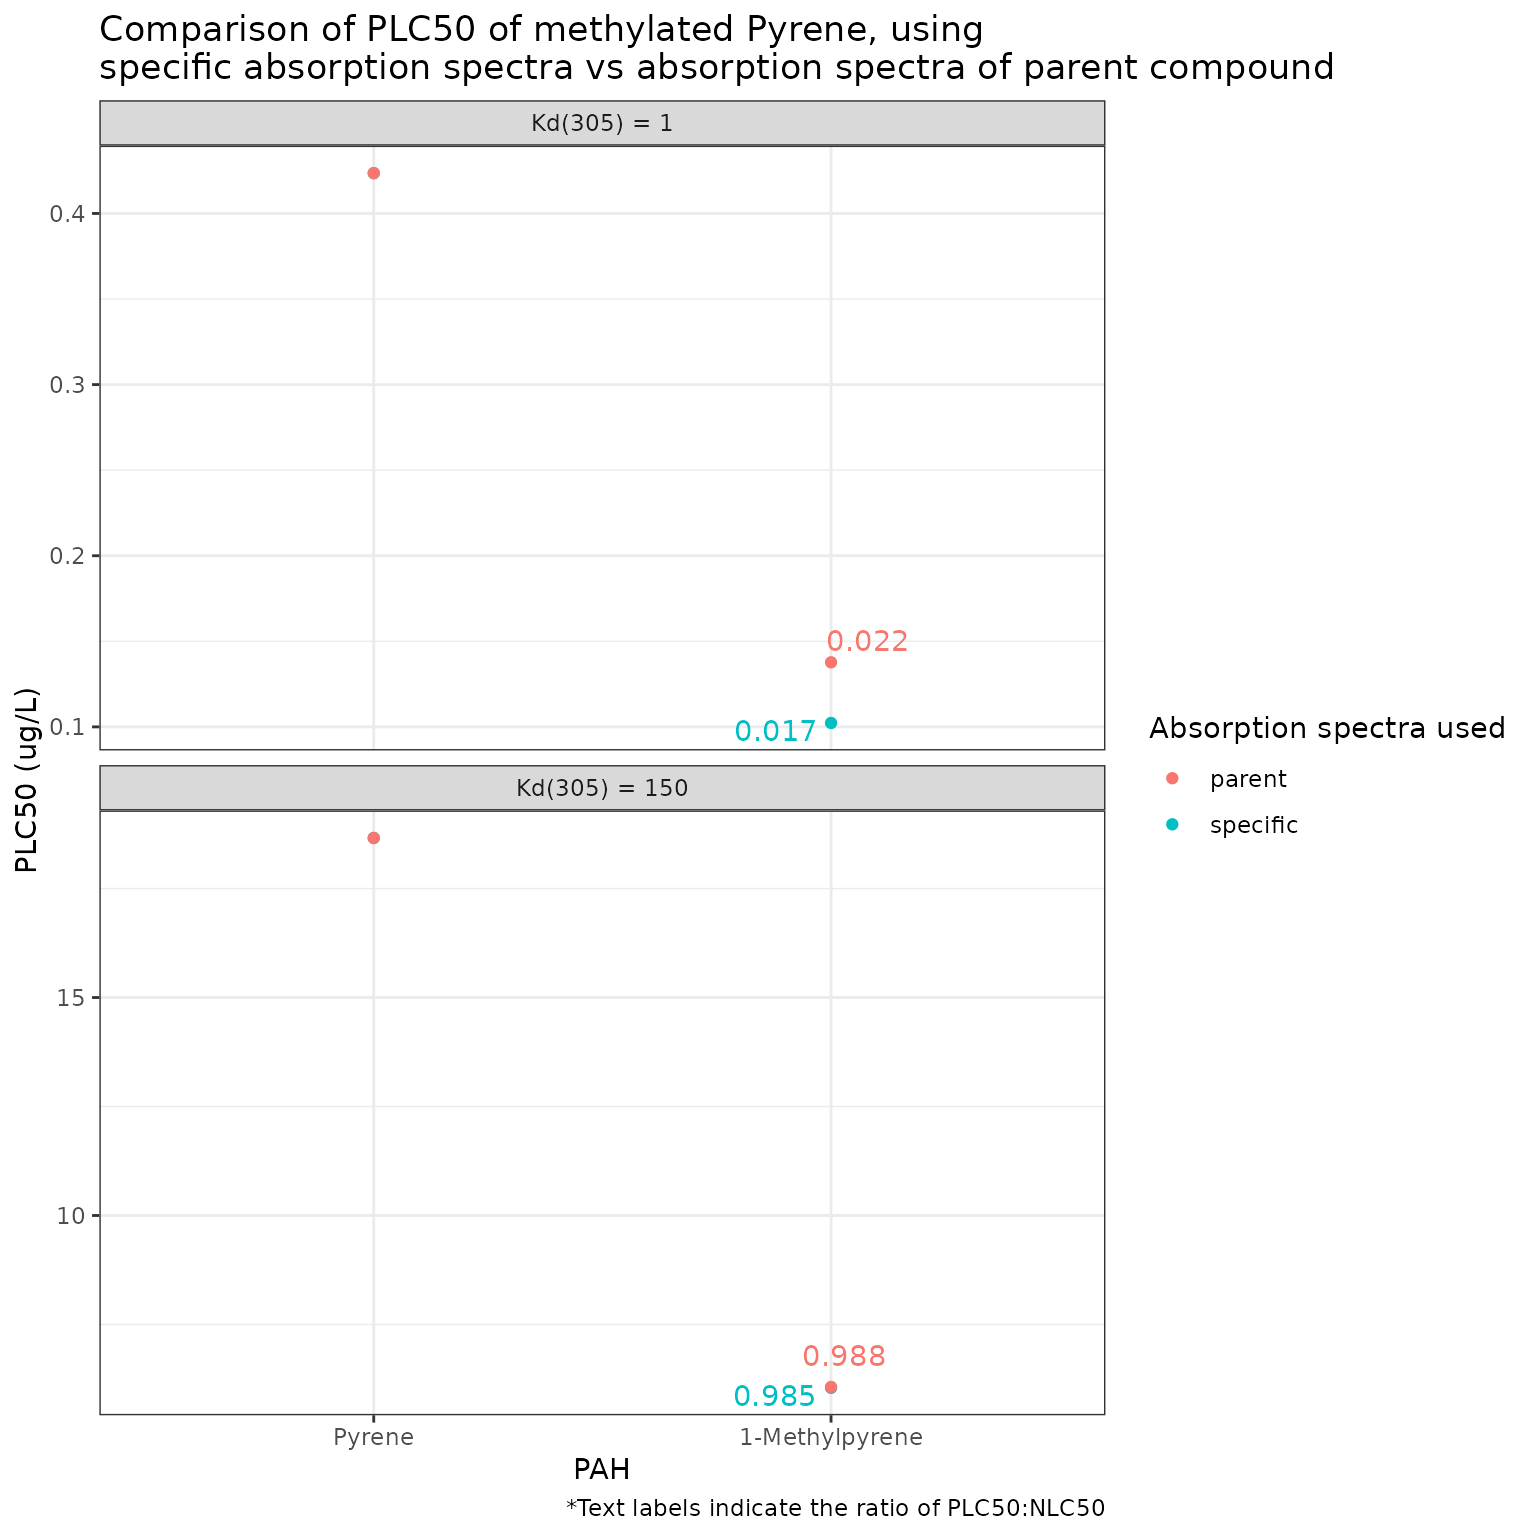 Comparison of PLC50 of methylated Pyrene, using
specific absorption spectra vs absorption spectra of parent compound
Kd(305) = 1
0.4
0.3
0.2
0.1
0.022
0.017
PLC50 (ug/L)
Kd(305) = 150
15
10
0.988
0.985
Pyrene
1-Methylpyrene
PAH
*Text labels indicate the ratio of PLC50:NLC50
Absorption spectra used
parent
specific